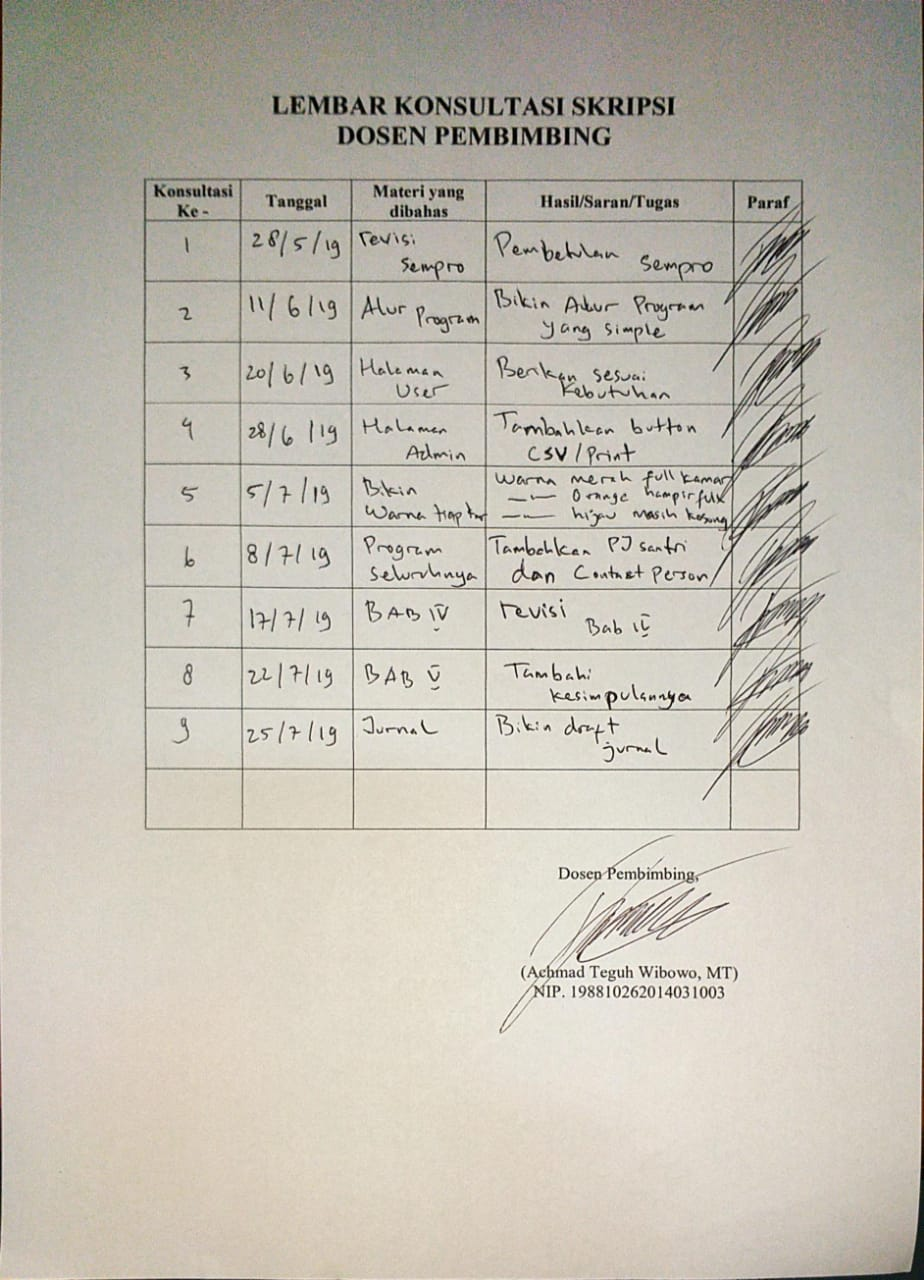 LEMBAR KONSULTASI SKRIPSI
DOSEN PEMBIMBING
Konsultasi Ke - Tanggal Materi yang dibahas Hasil/Saran/Tugas Paraf
1 28/5/19 revisi Sempro Pembetulan Sempro
2 11/6/19 Alur Program Bikin Alur Program yang simple
3 20/6/19 Halaman User Berikan sesuai kebutuhan
4 28/6/19 Halaman Admin Tambahkan button CSV/Print
5 5/7/19 Bikin Warna tiap Warna merah full kamar
—"— Orange hampir full
—"— hijau masih kosong
6 8/7/19 Program seluruhnya Tambahkan PJ santri dan Contact Person
7 17/7/19 BAB IV revisi Bab IV
8 22/7/19 BAB V Tambahi kesimpulannya
9 25/7/19 Jurnal Bikin draft jurnal
Dosen Pembimbing,
(Achmad Teguh Wibowo, MT)
NIP. 198810262014031003